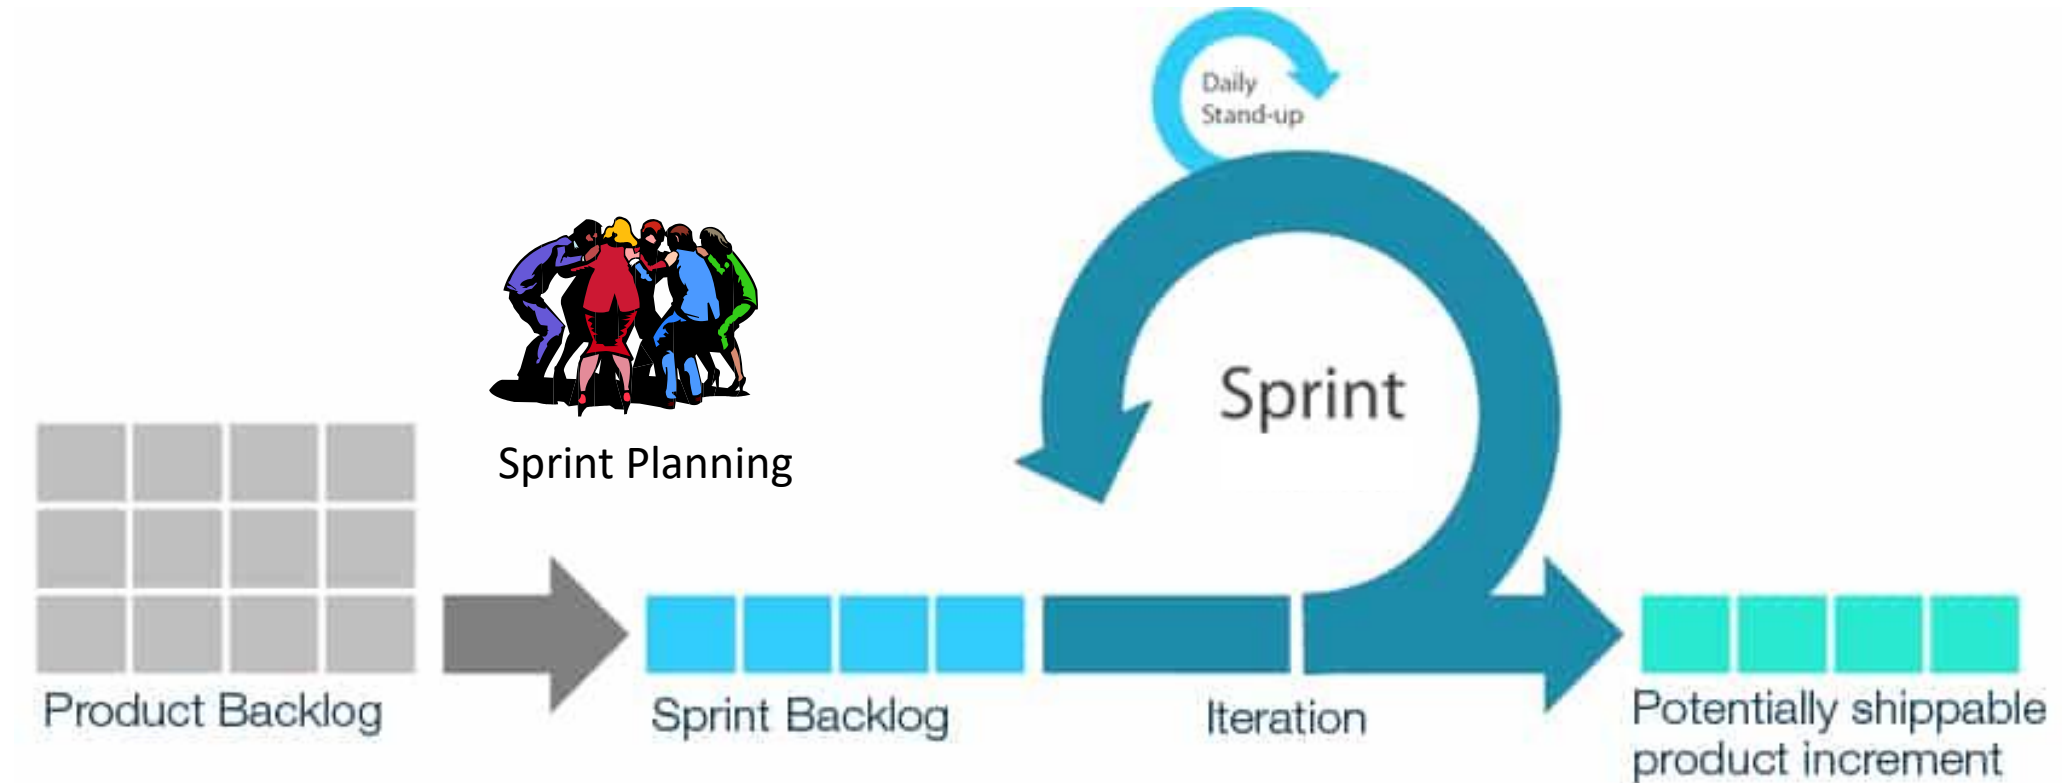 Daily
Stand-up
Sprint Planning
Sprint
Product Backlog
Sprint Backlog
Iteration
Potentially shippable
product increment